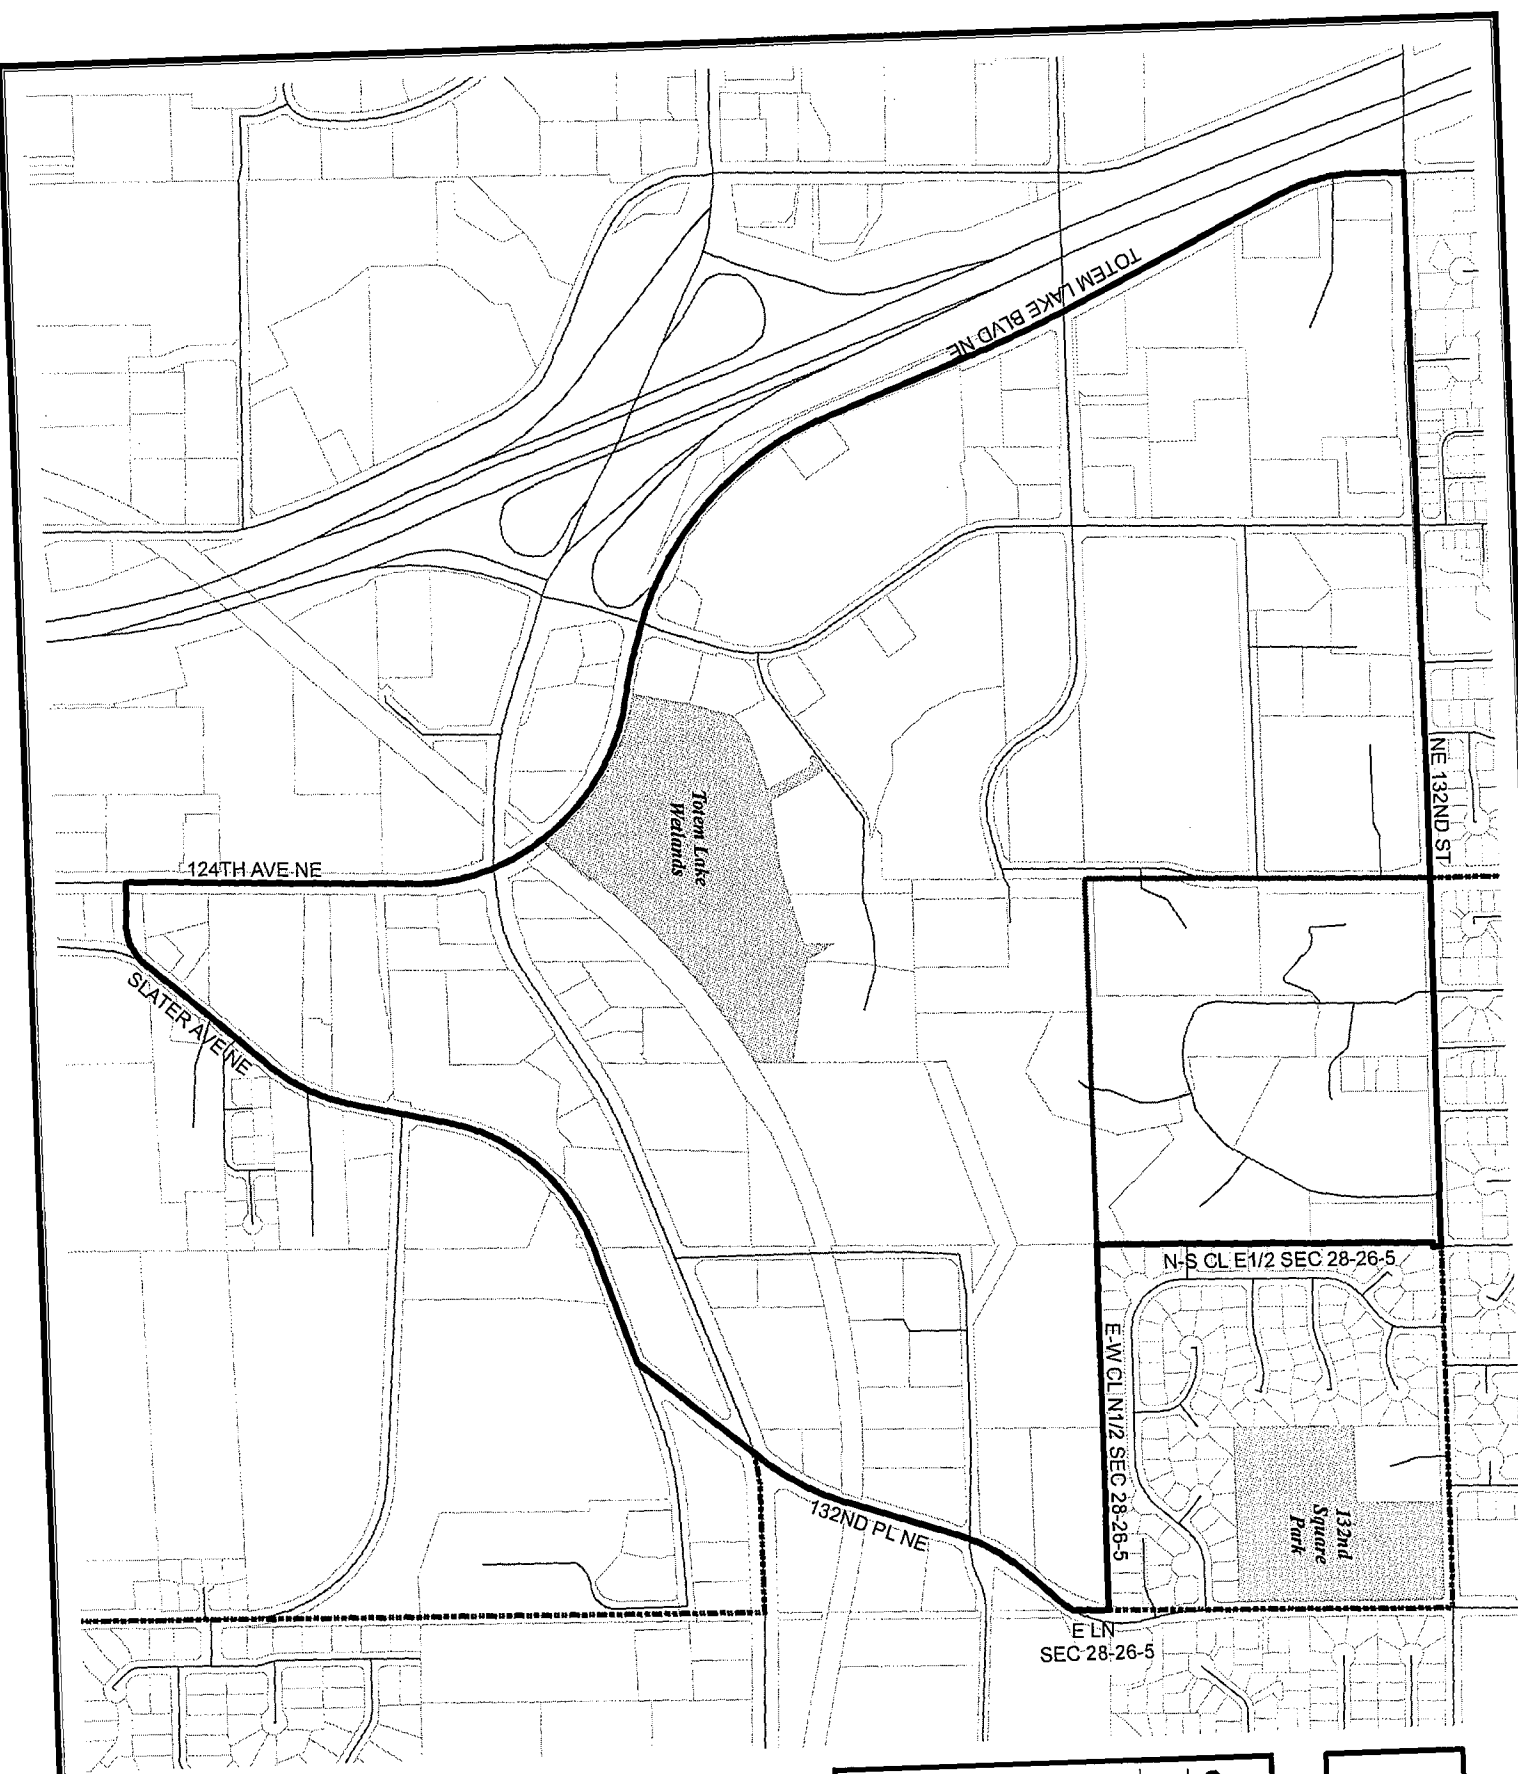 TOTEM LAKE BLVD NE
Totem Lake
Wetlands
NE 132ND ST
124TH AVE NE
SLATER AVE NE
N-S CL E1/2 SEC 28-26-5
E-W CL N1/2 SEC 28-26-5
132nd
Square
Park
132ND PL NE
E LN
SEC 28-26-5